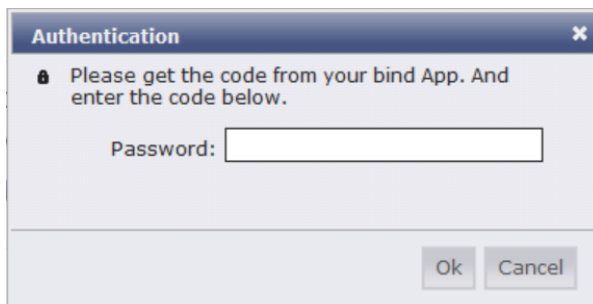 Authentication
Please get the code from your bind App. And
enter the code below.
Password:
Ok Cancel